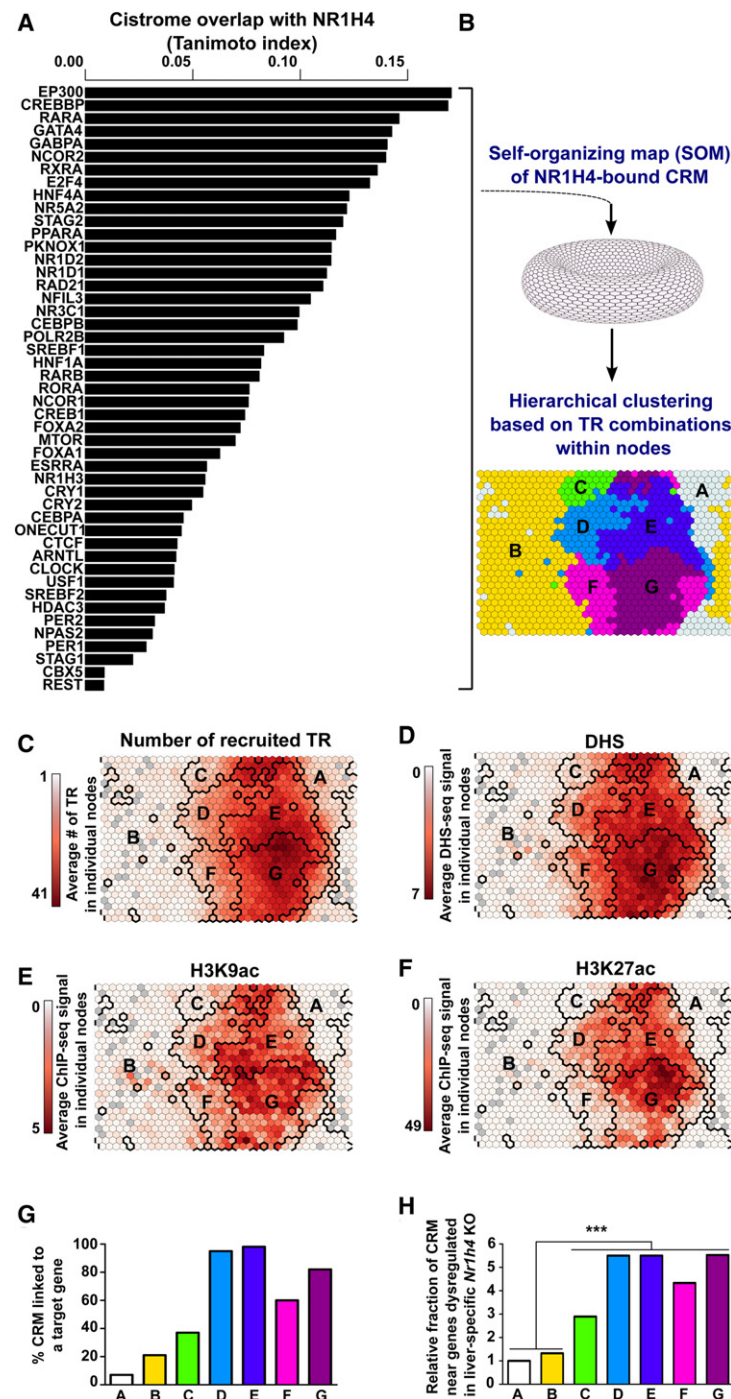 A
Cistrome overlap with NR1H4
(Tanimoto index)
0.00 0.05 0.10 0.15
EP300
CREBBP
RARA
GATA4
GABPA
NCOR2
RXRA
E2F4
HNF4A
NR5A2
STAG2
PPARA
PKNOX1
NR1D2
NR1D1
RAD21
NFIL3
NR3C1
CEBPB
POLR2B
SREBF1
HNF1A
RARB
RORA
NCOR1
CREB1
FOXA2
MTOR
FOXA1
ESRRA
NR1H3
CRY1
CRY2
CEBPA
ONECUT1
CTCF
ARNTL
CLOCK
USF1
SREBF2
HDAC3
PER2
NPAS2
PER1
STAG1
CBX5
REST
B
Self-organizing map (SOM)
of NR1H4-bound CRM
Hierarchical clustering
based on TR combinations
within nodes
C A
D E
B
F G
C
Number of recruited TR
1
41
Average # of TR
in individual nodes
C A
D E
B
F G
D
DHS
0
7
Average DHS-seq signal
in individual nodes
C A
D E
B
F G
E
H3K9ac
0
5
Average ChIP-seq signal
in individual nodes
C A
D E
B
F G
F
H3K27ac
0
49
Average ChIP-seq signal
in individual nodes
C A
D E
B
F G
G
% CRM linked to
a target gene
100
80
60
40
20
0
A B C D E F G
H
Relative fraction of CRM
near genes dysregulated
in liver-specific Nr1h4 KO
***
6
5
4
3
2
1
0
A B C D E F G